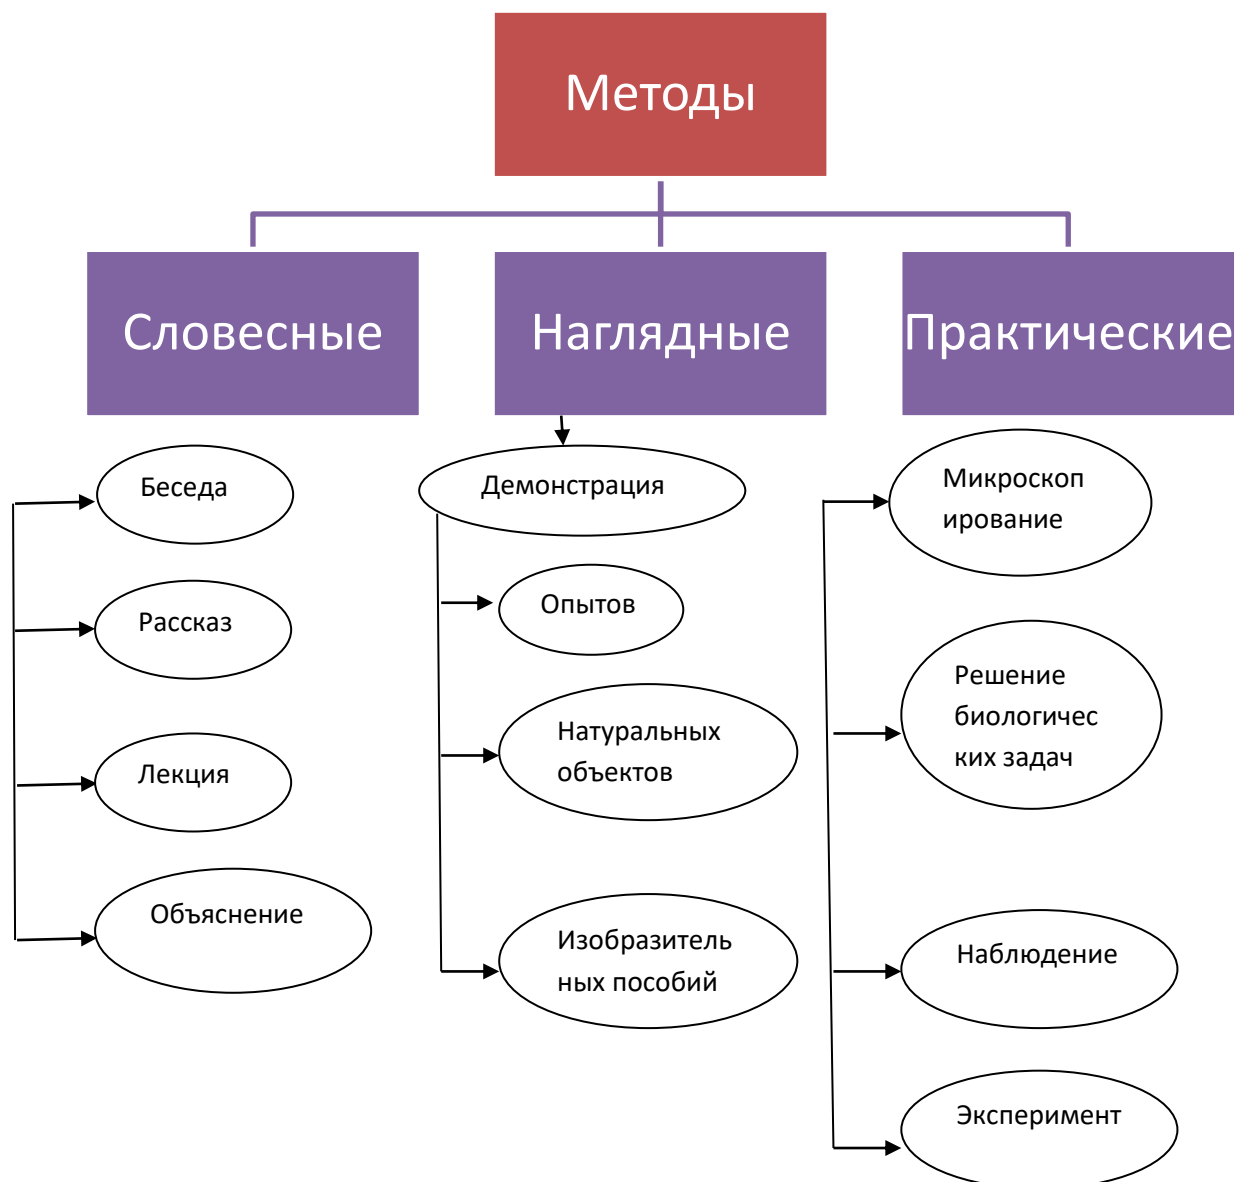 Методы
Словесные
Наглядные
Практические
Беседа
Рассказ
Лекция
Объяснение
Демонстрация
Опытов
Натуральных
объектов
Изобразитель
ных пособий
Микроскоп
ирование
Решение
биологичес
ких задач
Наблюдение
Эксперимент